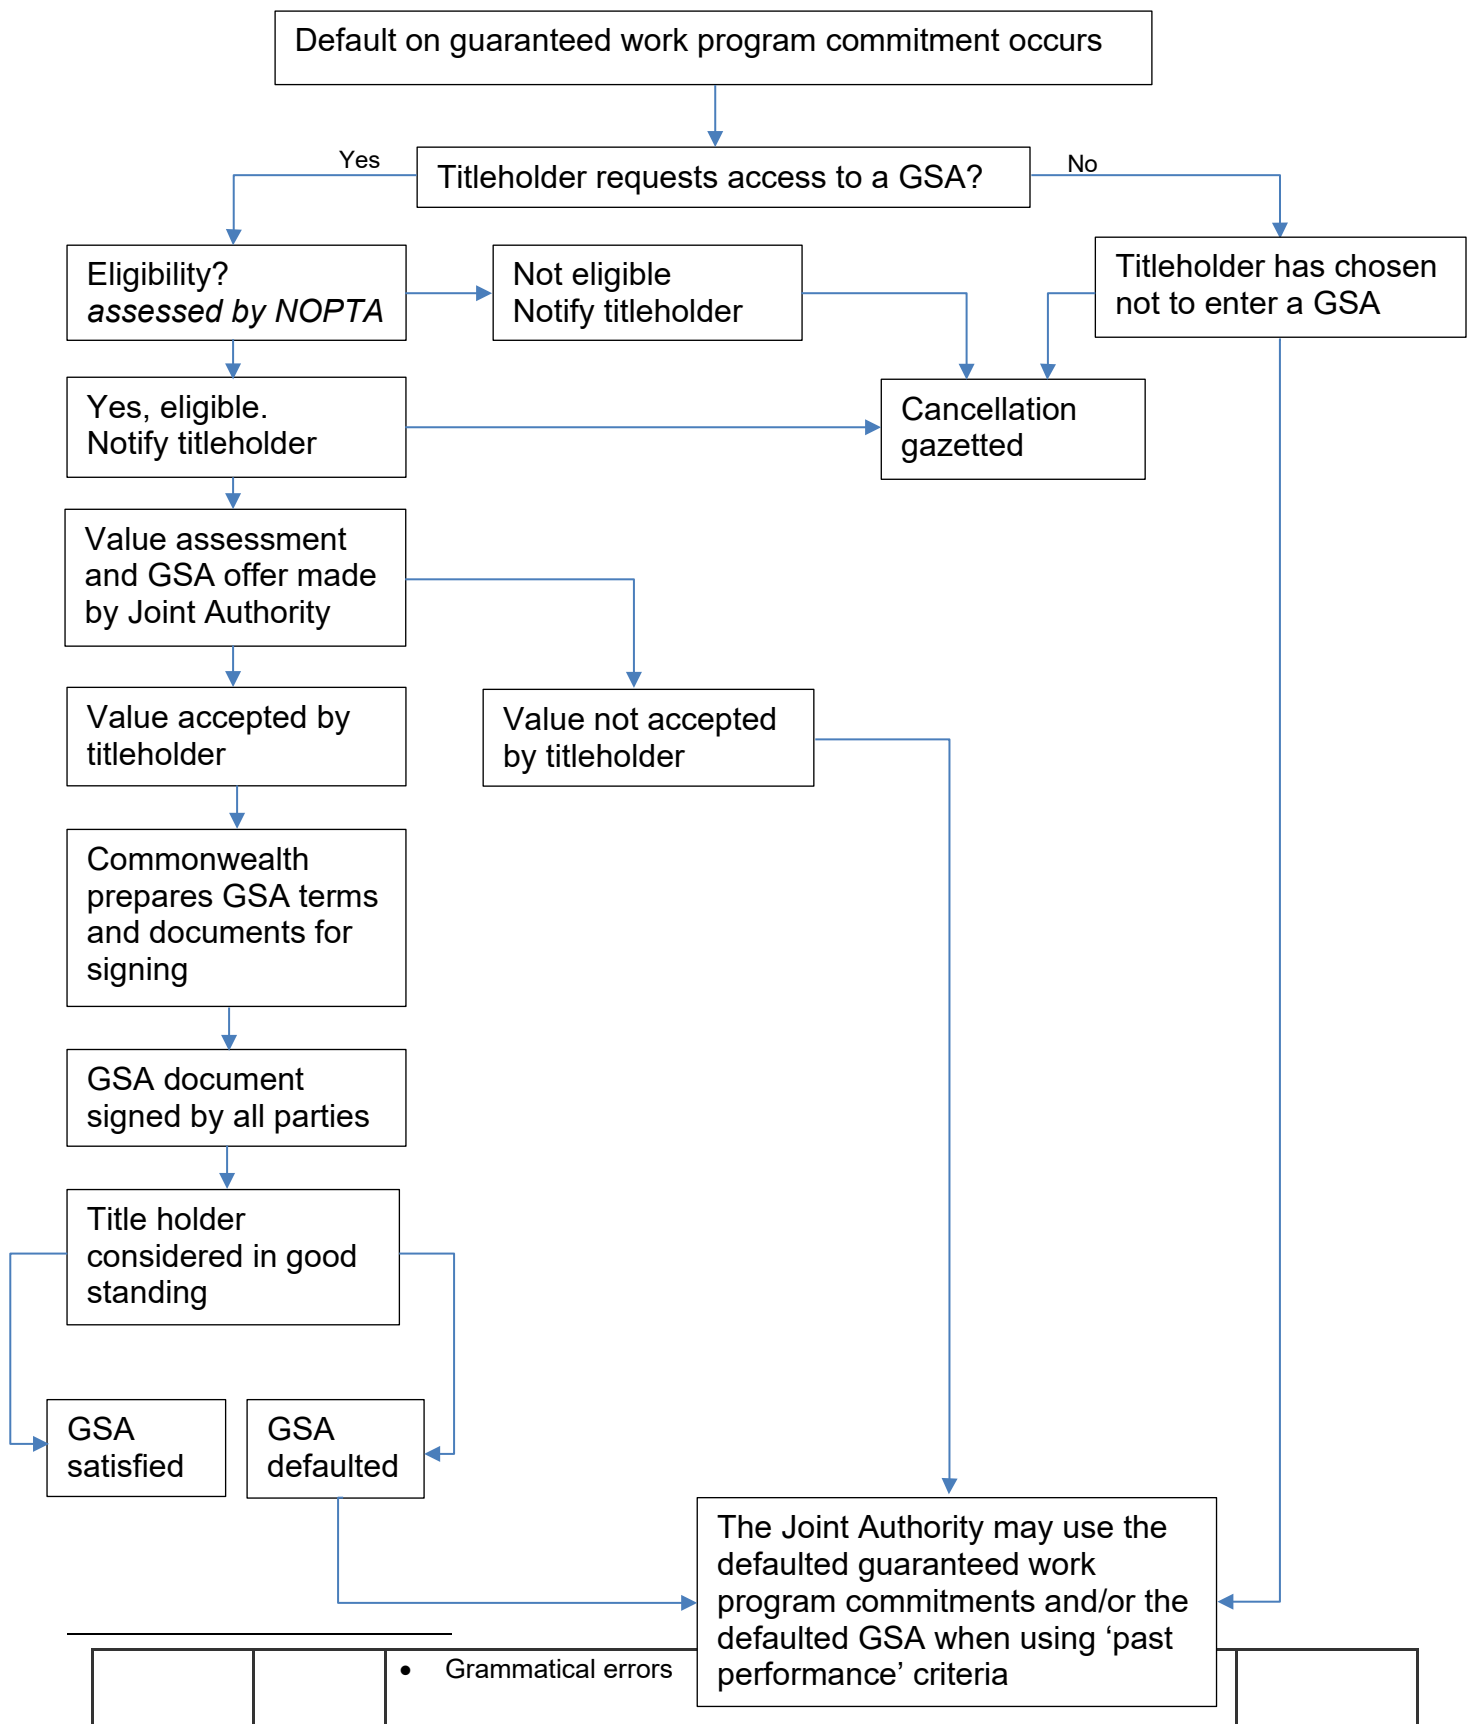 Default on guaranteed work program commitment occurs
Yes
Titleholder requests access to a GSA?
No
Eligibility?
assessed by NOPTA
Not eligible
Notify titleholder
Titleholder has chosen
not to enter a GSA
Yes, eligible.
Notify titleholder
Cancellation
gazetted
Value assessment
and GSA offer made
by Joint Authority
Value accepted by
titleholder
Value not accepted
by titleholder
Commonwealth
prepares GSA terms
and documents for
signing
GSA document
signed by all parties
Title holder
considered in good
standing
GSA
satisfied
GSA
defaulted
The Joint Authority may use the
defaulted guaranteed work
program commitments and/or the
defaulted GSA when using ‘past
performance’ criteria
• Grammatical errors